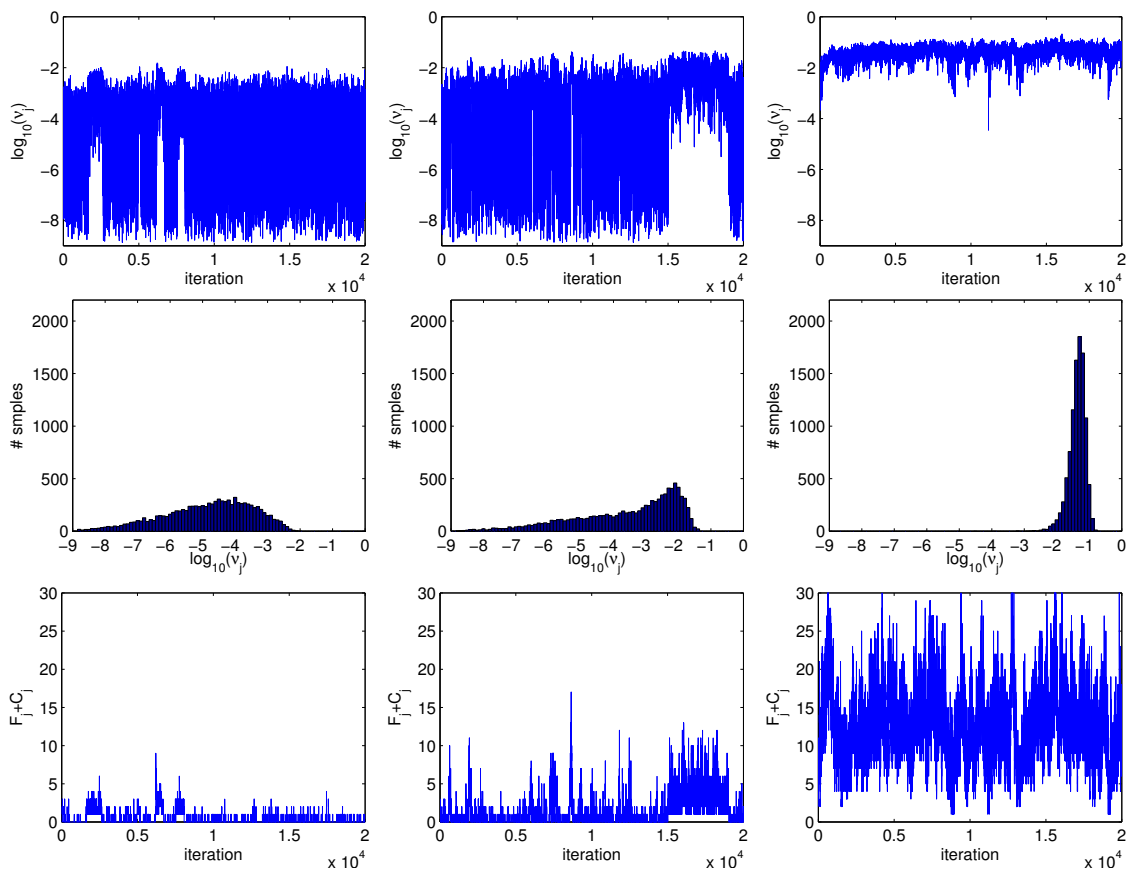 0 0 0
−2 −2 −2
−4 −4 −4
−6 −6 −6
−8 −8 −8
log10(νj) log10(νj) log10(νj)
0 0.5 1 1.5 2 0 0.5 1 1.5 2 0 0.5 1 1.5 2
iteration iteration iteration
x 10^4 x 10^4 x 10^4
2000 2000 2000
1500 1500 1500
1000 1000 1000
500 500 500
0 0 0
# smples # smples # smples
−9 −8 −7 −6 −5 −4 −3 −2 −1 0 −9 −8 −7 −6 −5 −4 −3 −2 −1 0 −9 −8 −7 −6 −5 −4 −3 −2 −1 0
log10(νj) log10(νj) log10(νj)
30 30 30
25 25 25
20 20 20
15 15 15
10 10 10
5 5 5
0 0 0
Fj+Cj Fj+Cj Fj+Cj
0 0.5 1 1.5 2 0 0.5 1 1.5 2 0 0.5 1 1.5 2
iteration iteration iteration
x 10^4 x 10^4 x 10^4